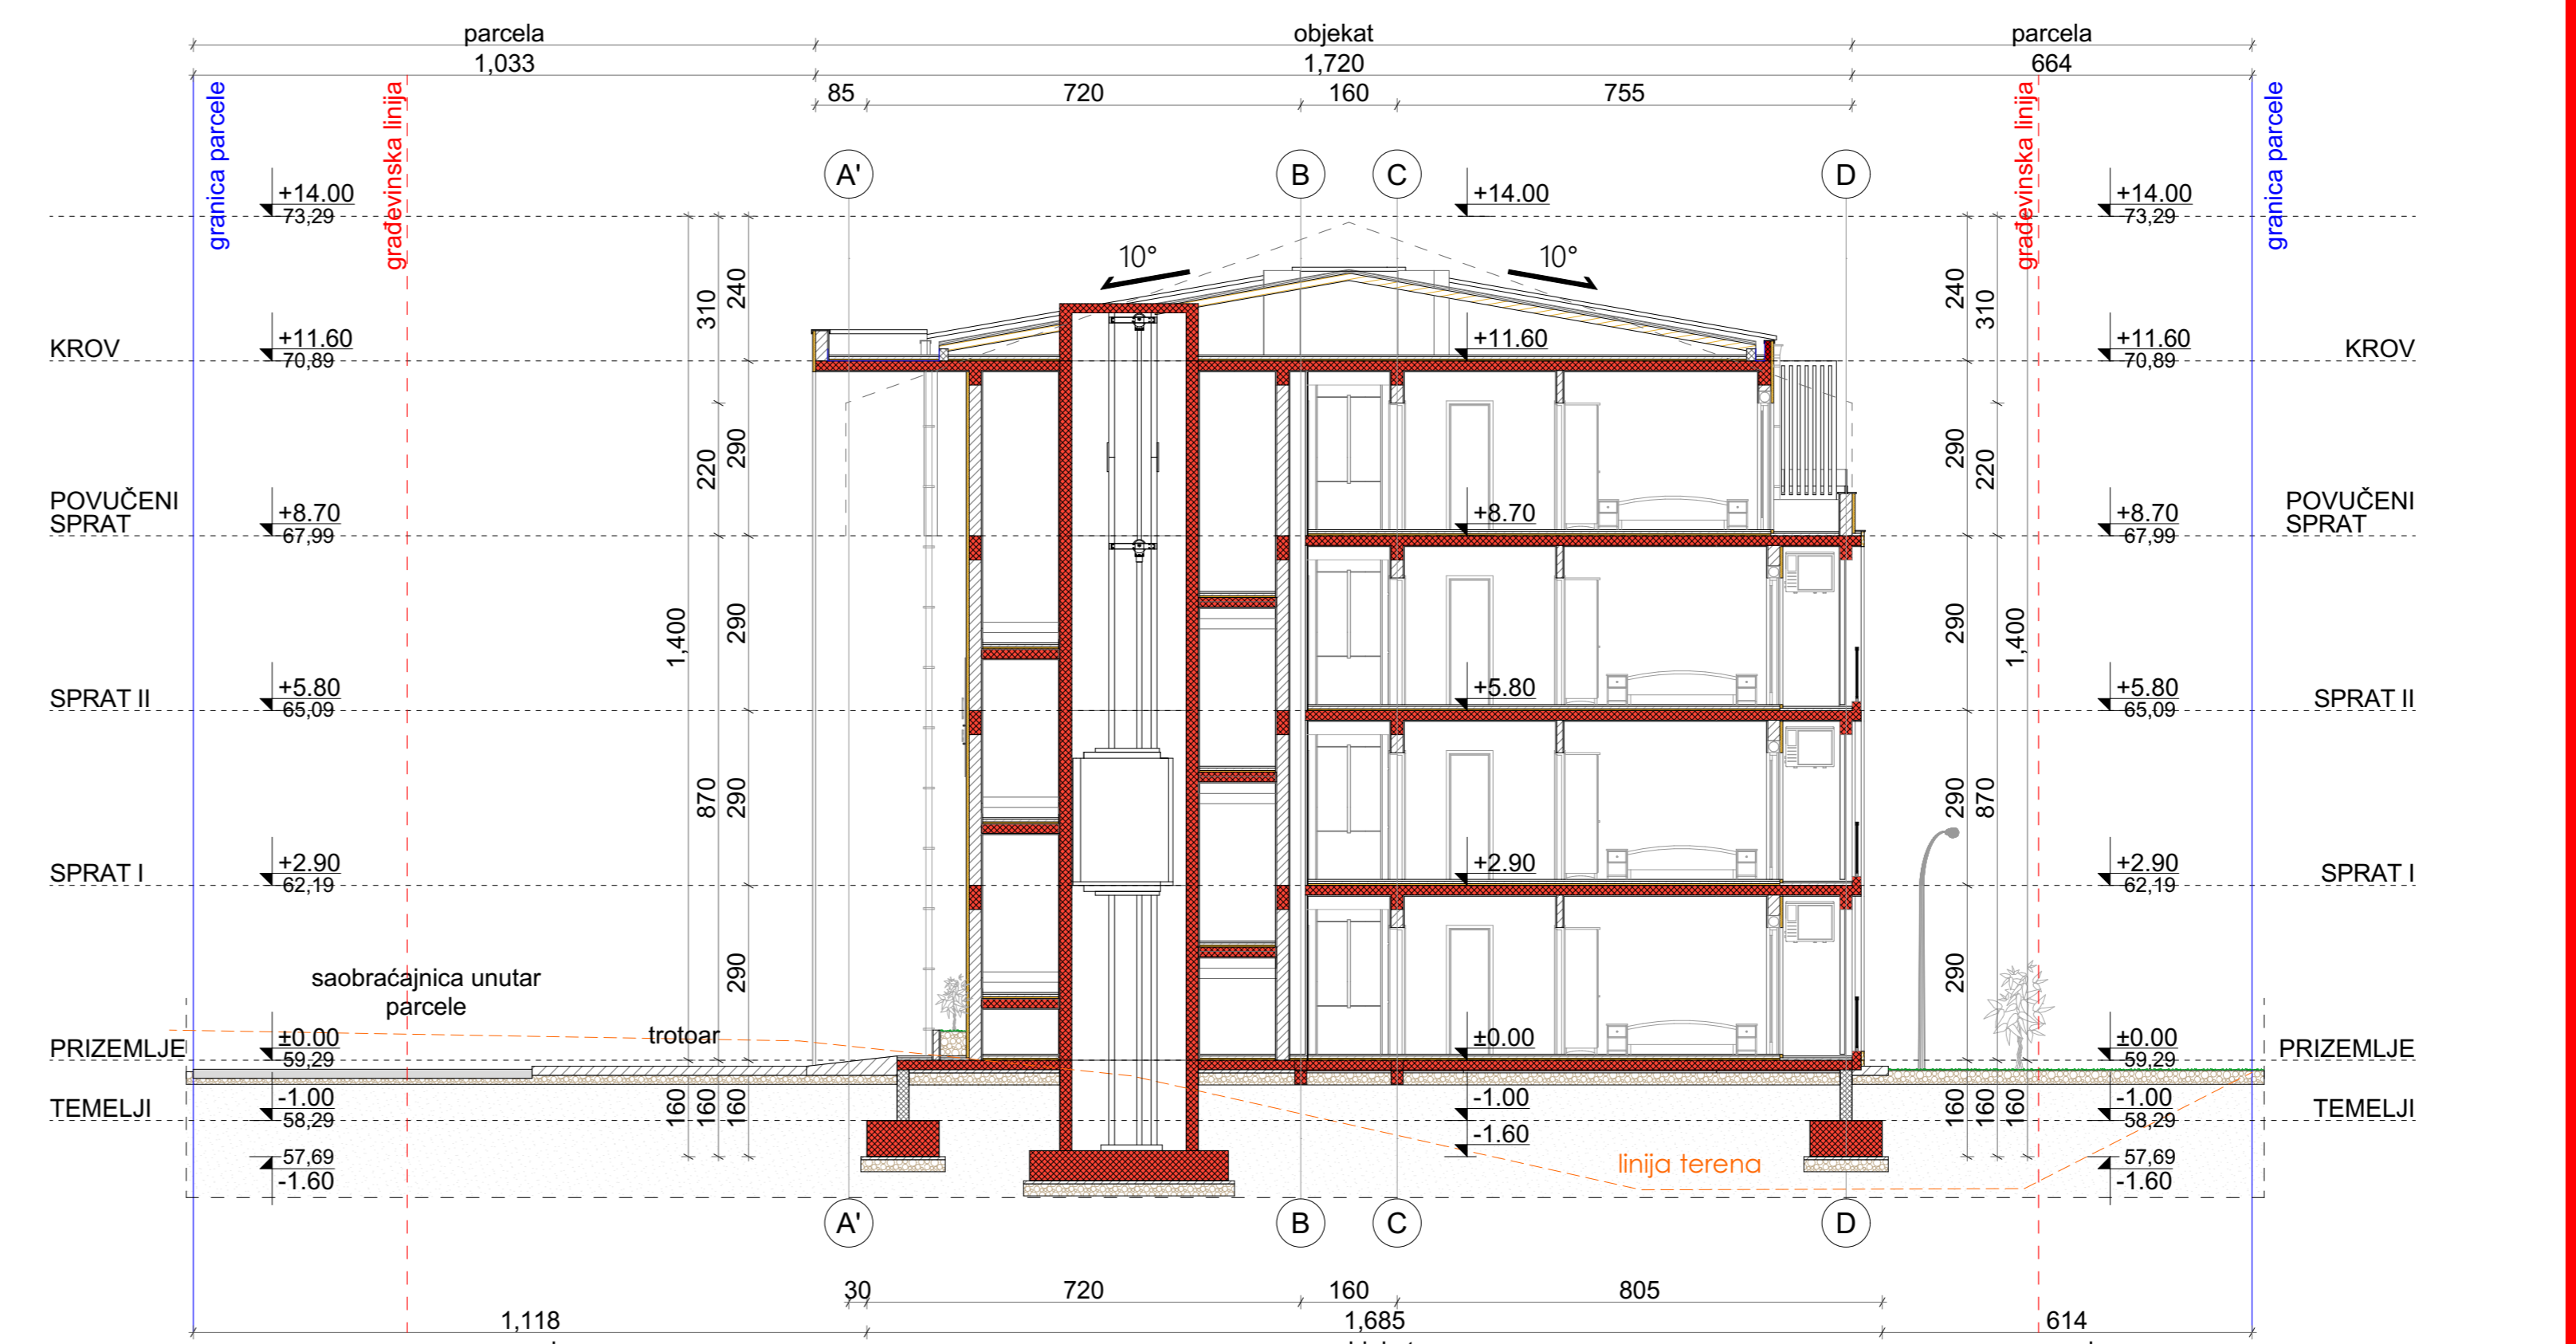 parcela
objekat
parcela
1,033
1,720
664
85
720
160
755
granica parcele
građevinska linija
građevinska linija
granica parcele
A'
B
C
D
+14.00
73,29
+14.00
+14.00
73,29
10°
10°
240
310
240
310
KROV
+11.60
70,89
+11.60
+11.60
70,89
KROV
290
220
290
220
POVUČENI
SPRAT
+8.70
67,99
+8.70
+8.70
67,99
POVUČENI
SPRAT
1,400
290
290
1,400
SPRAT II
+5.80
65,09
+5.80
+5.80
65,09
SPRAT II
870
290
290
870
SPRAT I
+2.90
62,19
+2.90
+2.90
62,19
SPRAT I
290
290
saobraćajnica unutar
parcele
trotoar
PRIZEMLJE
±0.00
59,29
±0.00
±0.00
59,29
PRIZEMLJE
160
160
160
160
160
160
TEMELJI
-1.00
58,29
-1.00
-1.00
58,29
TEMELJI
57,69
-1.60
-1.60
57,69
-1.60
linija terena
A'
B
C
D
30
720
160
805
1,118
1,685
614